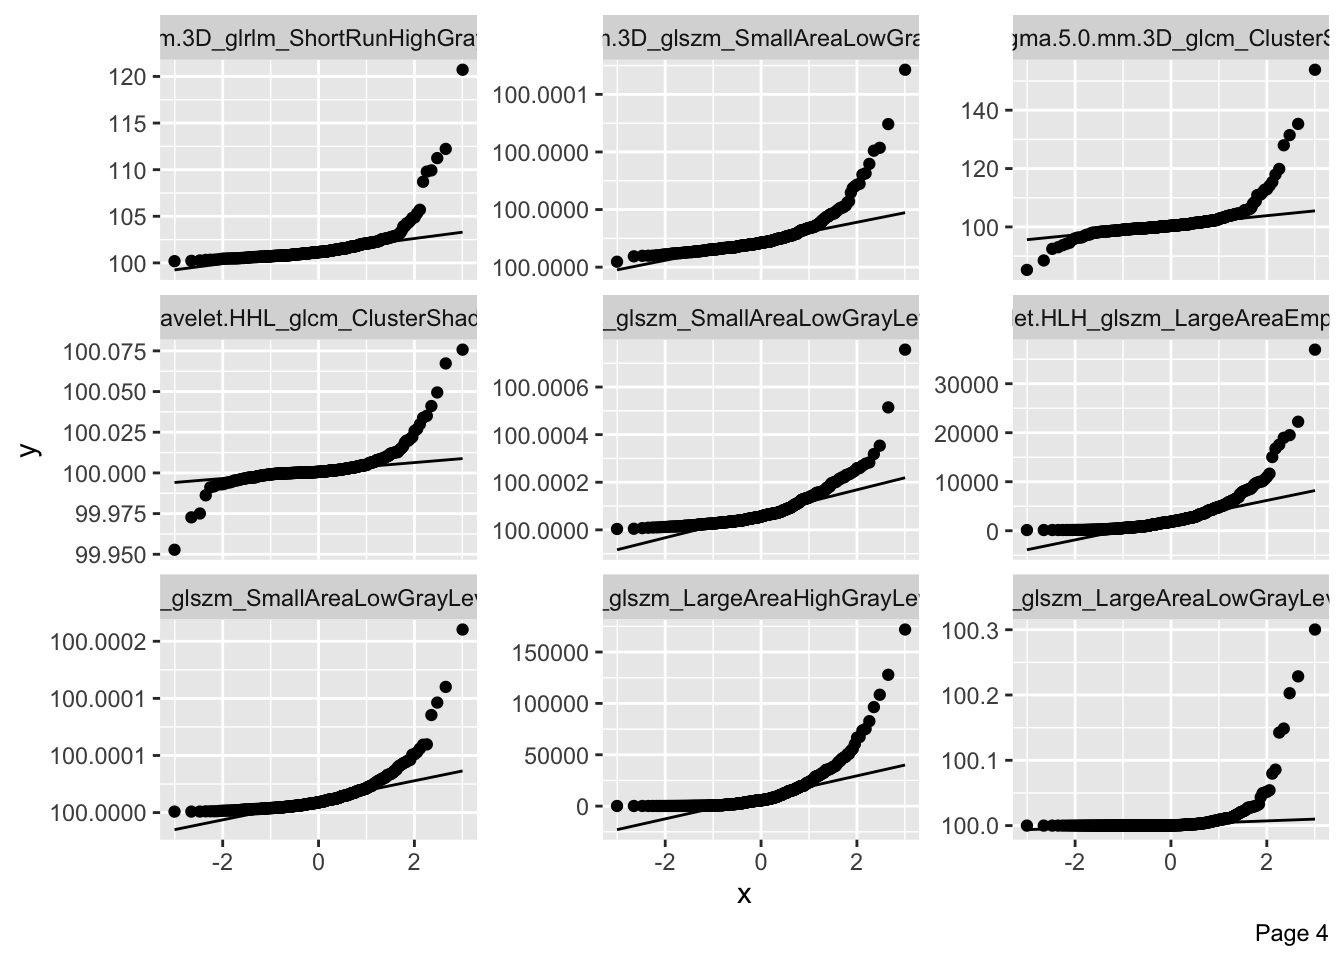 m.3D_glrlm_ShortRunHighGra
n.3D_glszm_SmallAreaLowGra
gma.5.0.mm.3D_glcm_ClusterS
120
115
110
105
100
100.0001
100.0000
100.0000
100.0000
140
120
100
avelet.HHL_glcm_ClusterShad
_glszm_SmallAreaLowGrayLe
let.HLH_glszm_LargeAreaEmp
100.075
100.050
100.025
100.000
99.975
99.950
100.0006
100.0004
100.0002
100.0000
30000
20000
10000
0
y
_glszm_SmallAreaLowGrayLev
_glszm_LargeAreaHighGrayLe
_glszm_LargeAreaLowGrayLev
100.0002
100.0001
100.0001
100.0000
150000
100000
50000
0
100.3
100.2
100.1
100.0
-2 0 2
-2 0 2
-2 0 2
x
Page 4